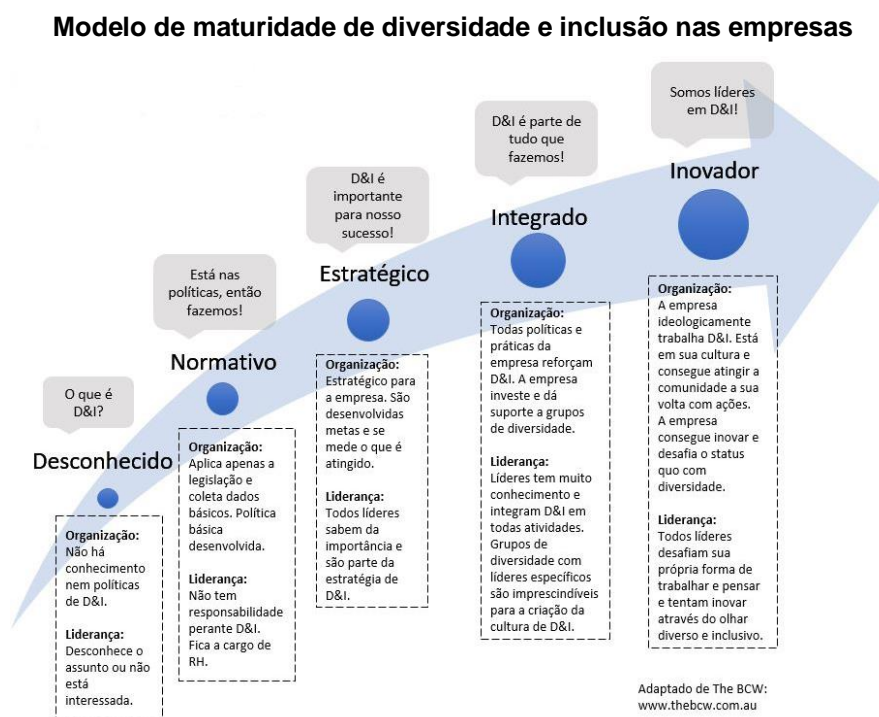 Modelo de maturidade de diversidade e inclusão nas empresas
O que é
D&I?
Desconhecido
Organização:
Não há
conhecimento
nem políticas
de D&I.
Liderança:
Desconhece o
assunto ou não
está
interessada.
Está nas
políticas, então
fazemos!
Normativo
Organização:
Aplica apenas a
legislação e
coleta dados
básicos. Política
básica
desenvolvida.
Liderança:
Não tem
responsabilidade
perante D&I.
Fica a cargo de
RH.
D&I é
importante
para nosso
sucesso!
Estratégico
Organização:
Estratégico para
a empresa. São
desenvolvidas
metas e se
mede o que é
atingido.
Liderança:
Todos líderes
sabem da
importância e
são parte da
estratégia de
D&I.
D&I é parte de
tudo que
fazemos!
Integrado
Organização:
Todas políticas e
práticas da
empresa reforçam
D&I. A empresa
investe e dá
suporte a grupos
de diversidade.
Liderança:
Líderes tem muito
conhecimento e
integram D&I em
todas atividades.
Grupos de
diversidade com
líderes específicos
são imprescindíveis
para a criação da
cultura de D&I.
Somos líderes
em D&I!
Inovador
Organização:
A empresa
ideologicamente
trabalha D&I. Está
em sua cultura e
consegue atingir a
comunidade a sua
volta com ações.
A empresa
consegue inovar e
desafia o status
quo com
diversidade.
Liderança:
Todos líderes
desafiam sua
própria forma de
trabalhar e pensar
e tentam inovar
através do olhar
diverso e inclusivo.
Adaptado de The BCW:
www.thebcw.com.au